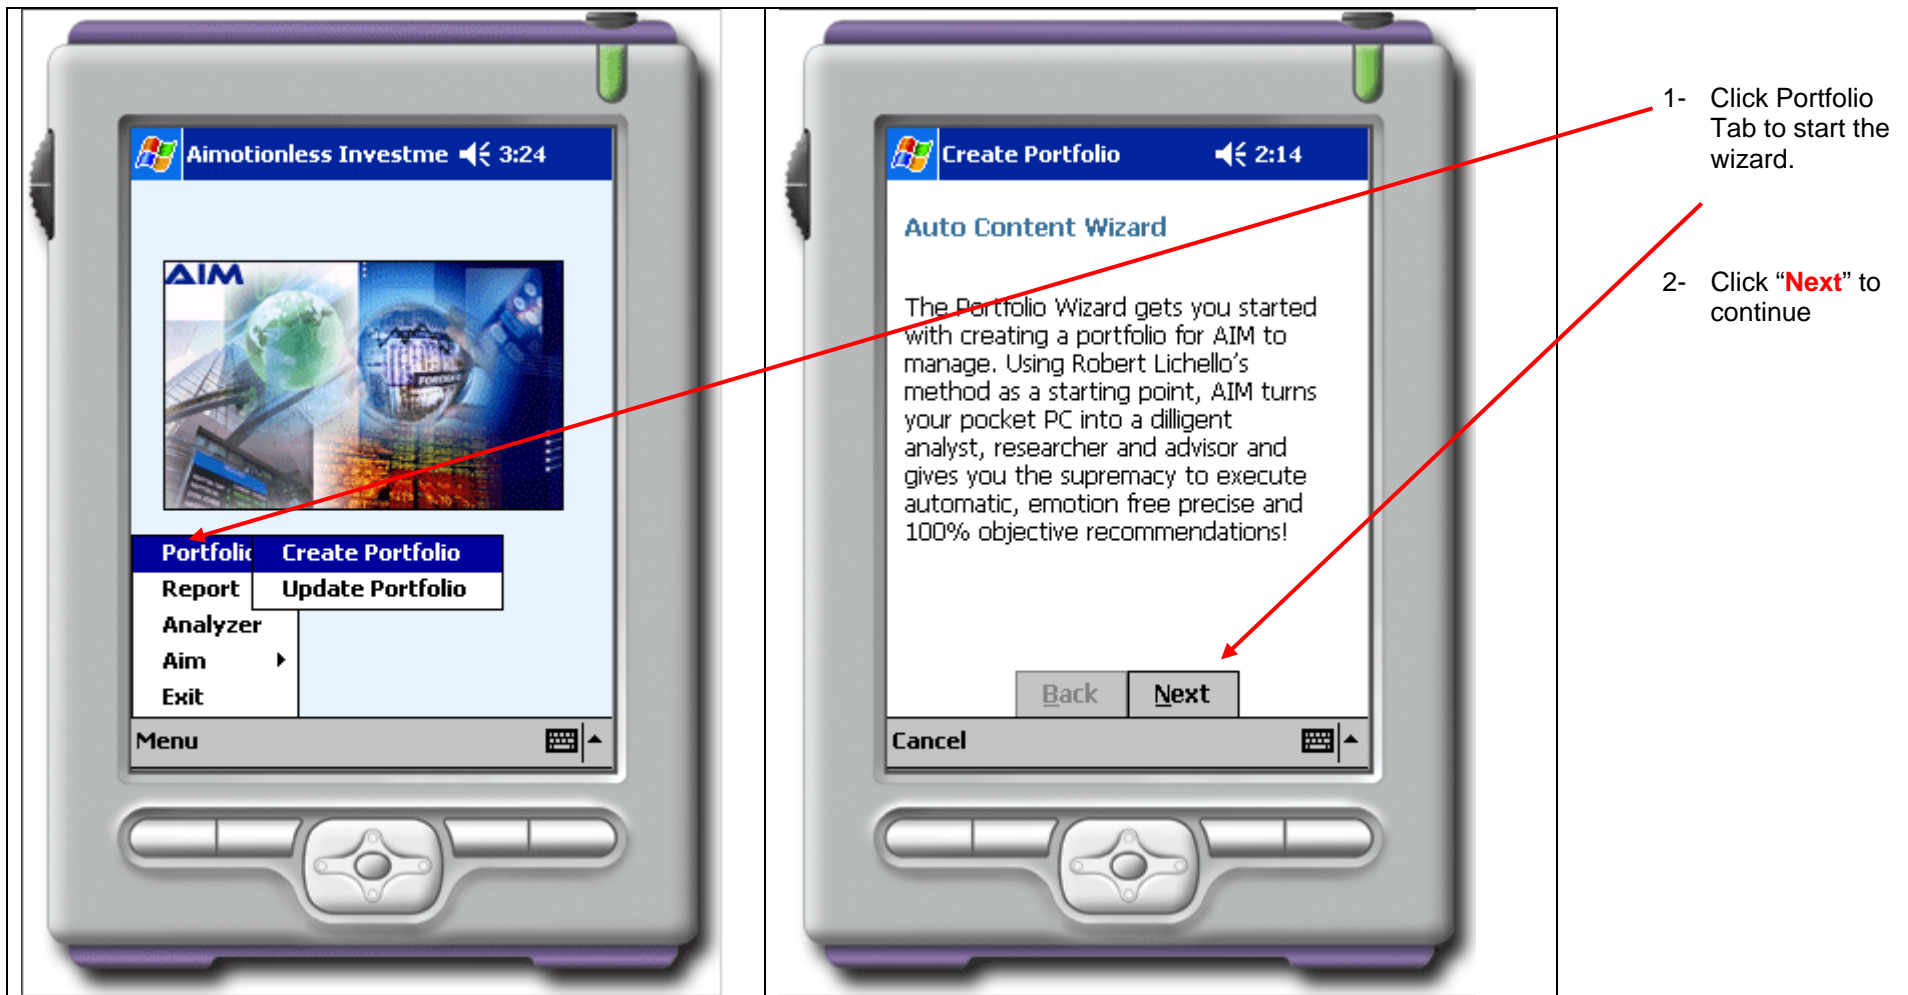 Aimotionless Investme 3:24
AIM
Portfolio
Create Portfolio
Report
Update Portfolio
Analyzer
Aim
Exit
Menu
Create Portfolio 2:14
Auto Content Wizard
The Portfolio Wizard gets you started
with creating a portfolio for AIM to
manage. Using Robert Lichello's
method as a starting point, AIM turns
your pocket PC into a dilligent
analyst, researcher and advisor and
gives you the supremacy to execute
automatic, emotion free precise and
100% objective recommendations!
Back
Next
Cancel
1- Click Portfolio
Tab to start the
wizard.
2- Click “Next” to
continue